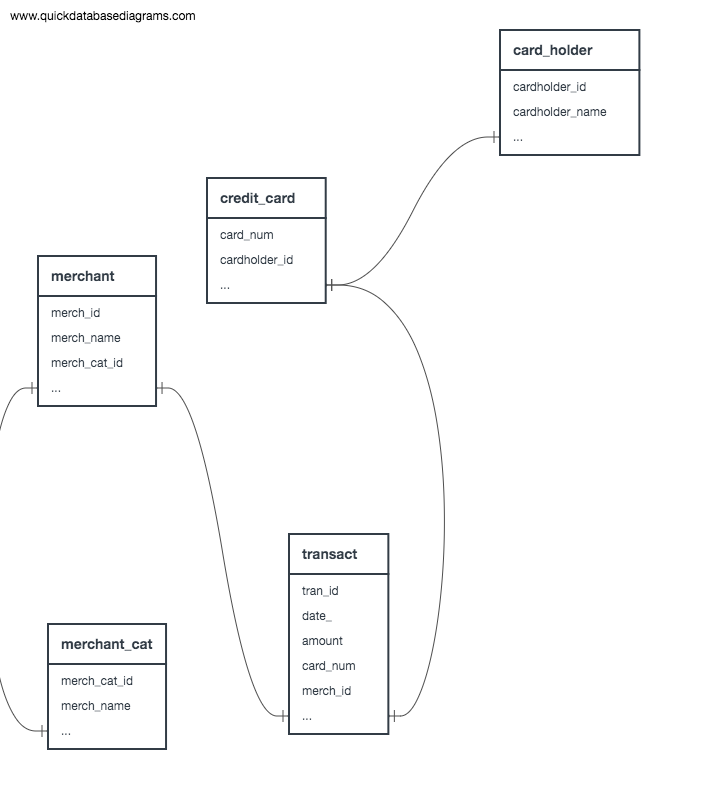 www.quickdatabasediagrams.com
card_holder
cardholder_id
cardholder_name
...
credit_card
card_num
cardholder_id
...
merchant
merch_id
merch_name
merch_cat_id
...
transact
tran_id
date_
amount
card_num
merch_id
...
merchant_cat
merch_cat_id
merch_name
...